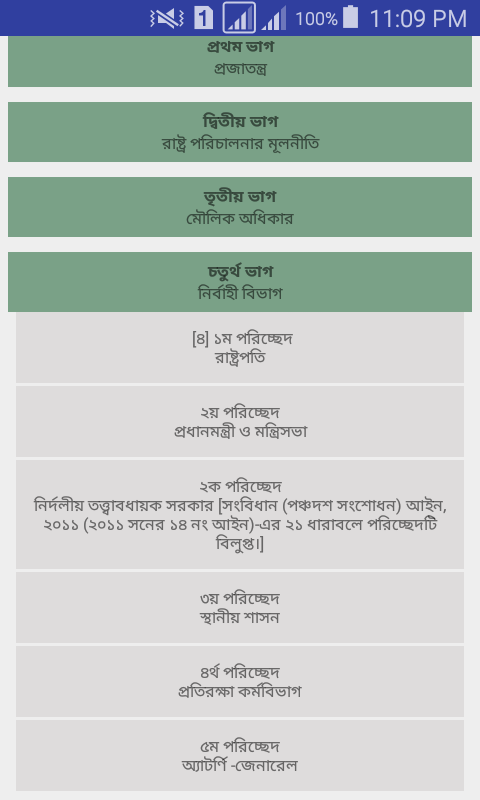 100% 11:09 PM
1
প্রথম ভাগ
প্রজাতন্ত্র
দ্বিতীয় ভাগ
রাষ্ট্র পরিচালনার মূলনীতি
তৃতীয় ভাগ
মৌলিক অধিকার
চতুর্থ ভাগ
নির্বাহী বিভাগ
[৪] ১ম পরিচ্ছেদ
রাষ্ট্রপতি
২য় পরিচ্ছেদ
প্রধানমন্ত্রী ও মন্ত্রিসভা
২ক পরিচ্ছেদ
নির্দলীয় তত্ত্বাবধায়ক সরকার [সংবিধান (পঞ্চদশ সংশোধন) আইন,
২০১১ (২০১১ সনের ১৪ নং আইন)-এর ২১ ধারাবলে পরিচ্ছেদটি
বিলুপ্ত।]
৩য় পরিচ্ছেদ
স্থানীয় শাসন
৪র্থ পরিচ্ছেদ
প্রতিরক্ষা কর্মবিভাগ
৫ম পরিচ্ছেদ
অ্যাটর্ণি -জেনারেল